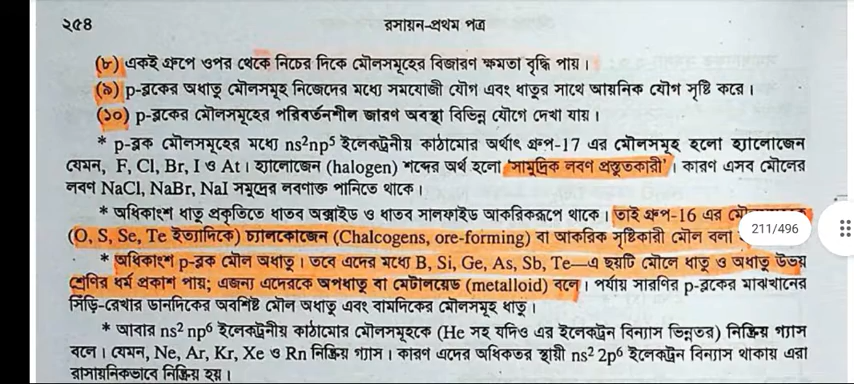 ২৫৪
রসায়ন-প্রথম পত্র
(৮) একই গ্রুপে ওপর থেকে নিচের দিকে মৌলসমূহের বিজারণ ক্ষমতা বৃদ্ধি পায়।
(৯) p-ব্লকের অধাতু মৌলসমূহ নিজেদের মধ্যে সমযোজী যৌগ এবং ধাতুর সাথে আয়নিক যৌগ সৃষ্টি করে।
(১০) p-ব্লকের মৌলসমূহের পরিবর্তনশীল জারণ অবস্থা বিভিন্ন যৌগে দেখা যায়।
* p-ব্লক মৌলসমূহের মধ্যে ns²np⁵ ইলেকট্রনীয় কাঠামোর অর্থাৎ গ্রুপ-17 এর মৌলসমূহ হলো হ্যালোজেন
যেমন, F, Cl, Br, I ও At। হ্যালোজেন (halogen) শব্দের অর্থ হলো 'সামুদ্রিক লবণ প্রস্তুতকারী'। কারণ এসব মৌলের
লবণ NaCl, NaBr, NaI সমুদ্রের লবণাক্ত পানিতে থাকে।
* অধিকাংশ ধাতু প্রকৃতিতে ধাতব অক্সাইড ও ধাতব সালফাইড আকরিকরূপে থাকে। তাই গ্রুপ-16 এর
(O, S, Se, Te ইত্যাদিকে) চ্যালকোজেন (Chalcogens, ore-forming) বা আকরিক সৃষ্টিকারী মৌল বলা
211/496
* অধিকাংশ p-ব্লক মৌল অধাতু। তবে এদের মধ্যে B, Si, Ge, As, Sb, Te—এ ছয়টি মৌলে ধাতু ও অধাতু উভয়
শ্রেণির ধর্ম প্রকাশ পায়; এজন্য এদেরকে অপধাতু বা মেটালয়েড (metalloid) বলে। পর্যায় সারণির p-ব্লকের মাঝখানের
সিঁড়ি-রেখার ডানদিকের অবশিষ্ট মৌল অধাতু এবং বামদিকের মৌলসমূহ ধাতু।
* আবার ns² np⁶ ইলেকট্রনীয় কাঠামোর মৌলসমূহকে (He সহ যদিও এর ইলেকট্রন বিন্যাস ভিন্নতর) নিষ্ক্রিয় গ্যাস
বলে। যেমন, Ne, Ar, Kr, Xe ও Rn নিষ্ক্রিয় গ্যাস। কারণ এদের অধিকতর স্থায়ী ns² 2p⁶ ইলেকট্রন বিন্যাস থাকায় এরা
রাসায়নিকভাবে নিষ্ক্রিয় হয়।